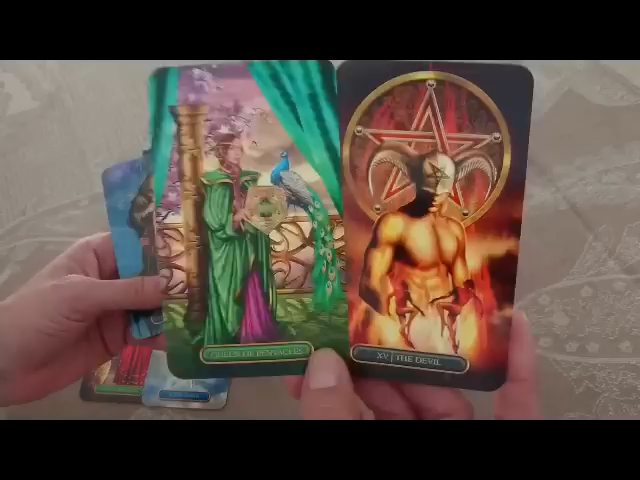 QUEEN OF PENTACLES
XV | THE DEVIL